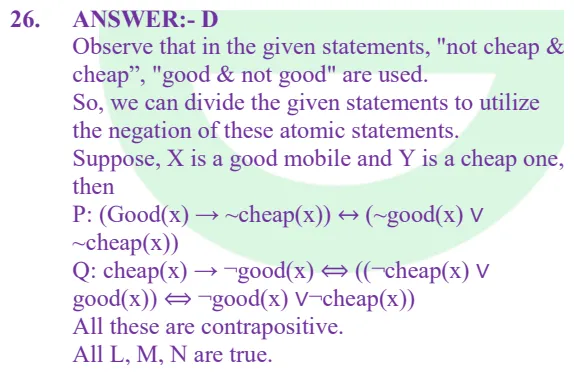 26. ANSWER:- D
Observe that in the given statements, "not cheap &
cheap”, "good & not good" are used.
So, we can divide the given statements to utilize
the negation of these atomic statements.
Suppose, X is a good mobile and Y is a cheap one,
then
P: (Good(x) → ~cheap(x)) ↔ (~good(x) ∨
~cheap(x))
Q: cheap(x) → ¬good(x) ⟺ ((¬cheap(x) ∨
good(x)) ⟺ ¬good(x) ∨¬cheap(x))
All these are contrapositive.
All L, M, N are true.